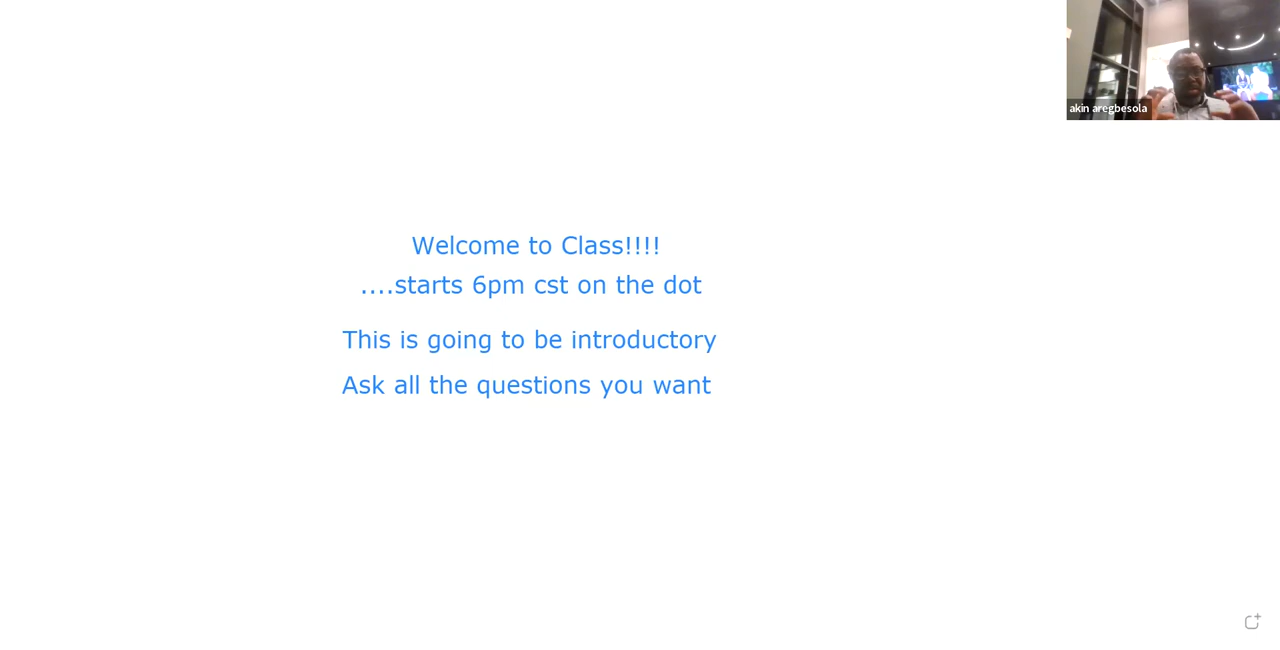 akin aregbesola
Welcome to Class!!!!
....starts 6pm cst on the dot
This is going to be introductory
Ask all the questions you want